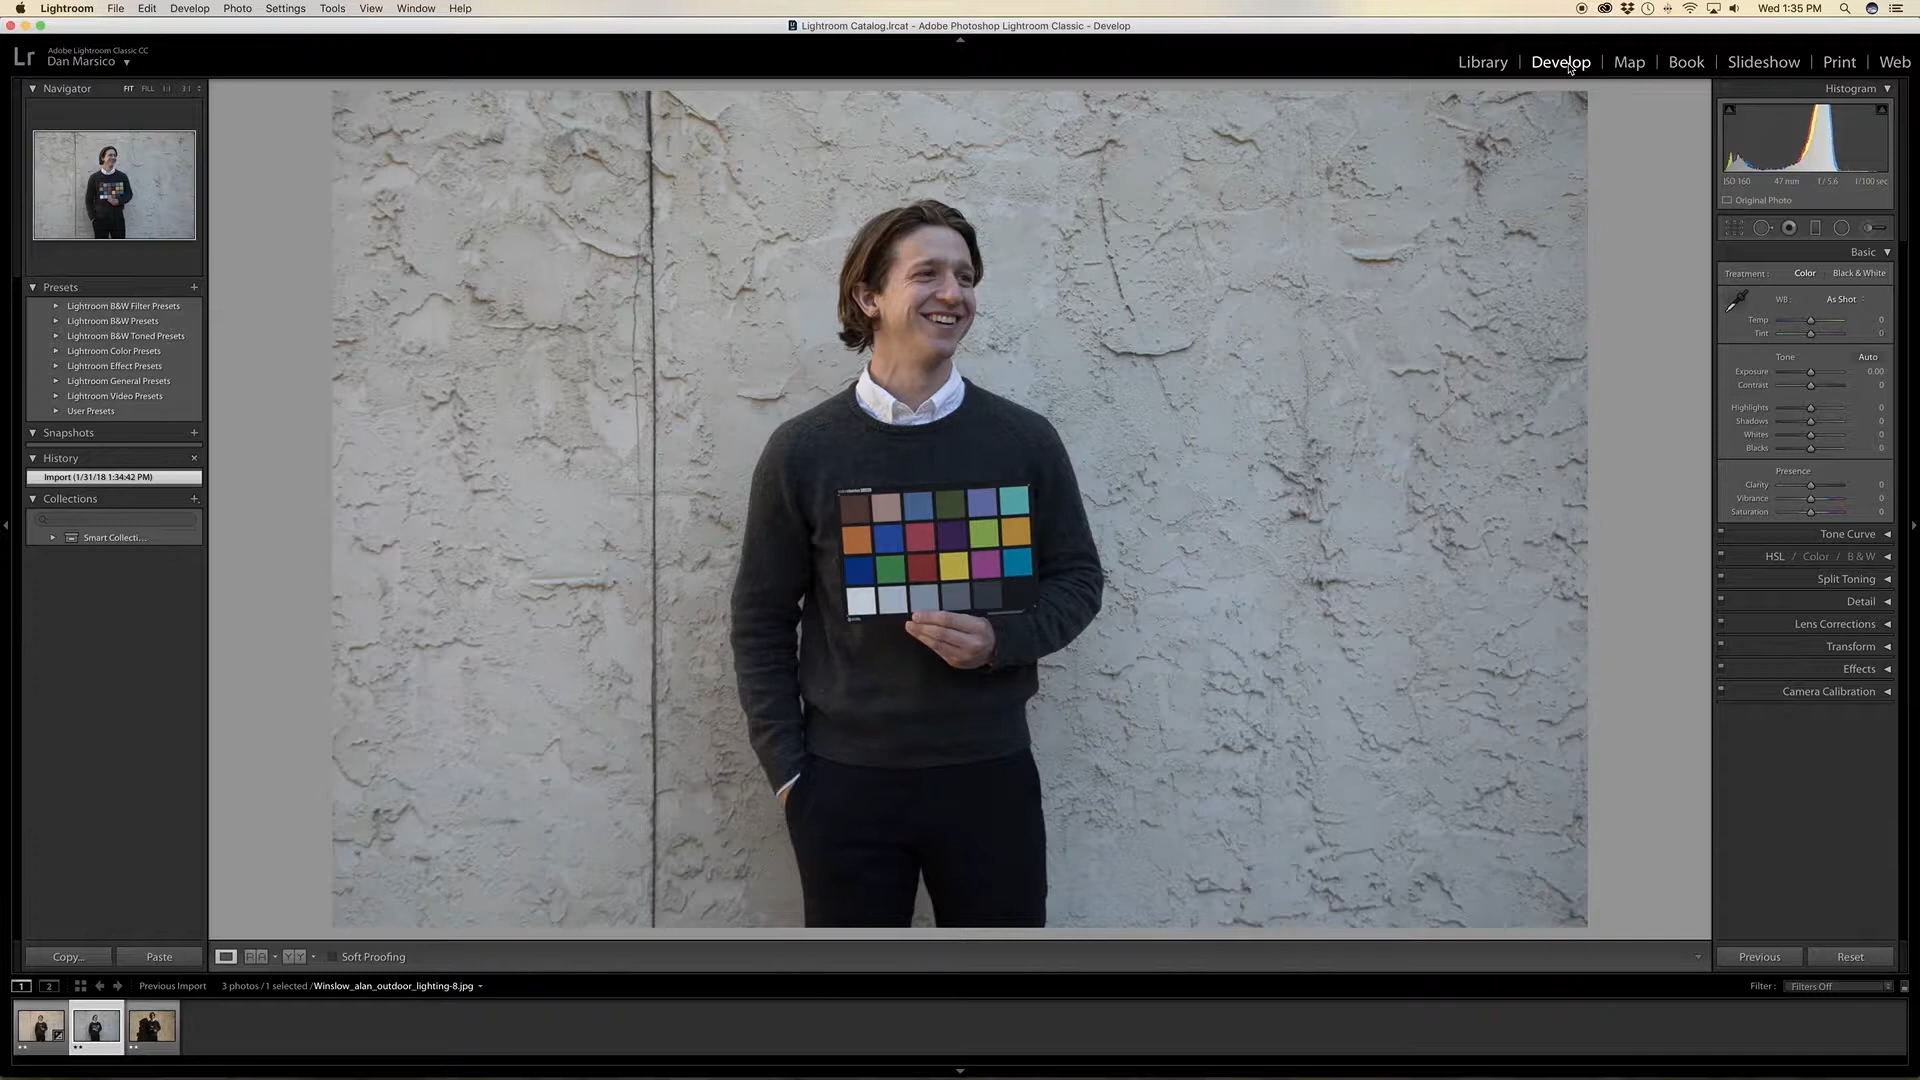 Lightroom File Edit Develop Photo Settings Tools View Window Help Wed 1:35 PM
Lightroom Catalog.lrcat - Adobe Photoshop Lightroom Classic - Develop
Lr Adobe Lightroom Classic CC
Dan Marsico
Library | Develop | Map | Book | Slideshow | Print | Web
Navigator FIT FILL 1:1 3:1
Presets +
Lightroom B&W Filter Presets
Lightroom B&W Presets
Lightroom B&W Toned Presets
Lightroom Color Presets
Lightroom Effect Presets
Lightroom General Presets
Lightroom Video Presets
User Presets
Snapshots +
History ×
Import (1/31/18 1:34:42 PM)
Collections +
Smart Collecti...
Copy... Paste
Soft Proofing
Histogram
ISO 160 47 mm f / 5.6 1/100 sec
Original Photo
Basic
Treatment : Color Black & White
WB : As Shot
Temp 0
Tint 0
Tone Auto
Exposure 0.00
Contrast 0
Highlights 0
Shadows 0
Whites 0
Blacks 0
Presence
Clarity 0
Vibrance 0
Saturation 0
Tone Curve
HSL / Color / B & W
Split Toning
Detail
Lens Corrections
Transform
Effects
Camera Calibration
Previous Reset
1 2 Previous Import 3 photos / 1 selected / Winslow_alan_outdoor_lighting-8.jpg
Filter : Filters Off